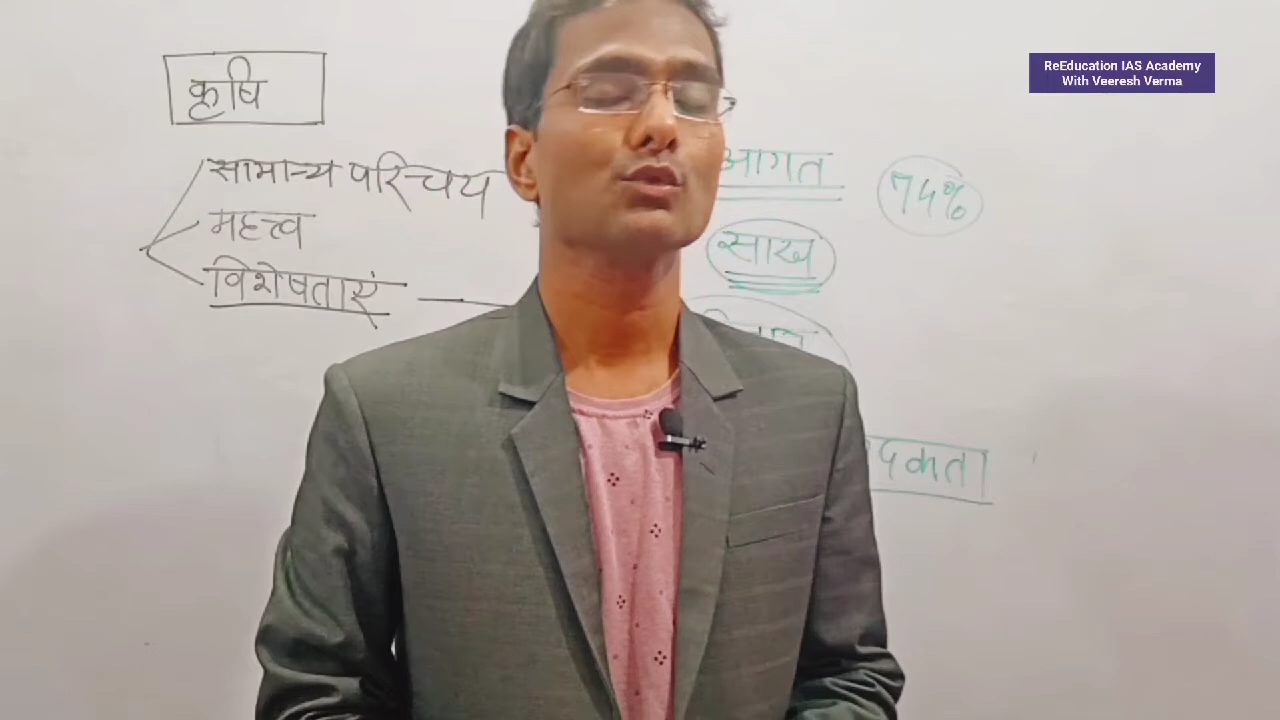 कृषि
सामान्य परिचय
महत्त्व
विशेषताएं
आगत
74%
साख
ReEducation IAS Academy
With Veeresh Verma